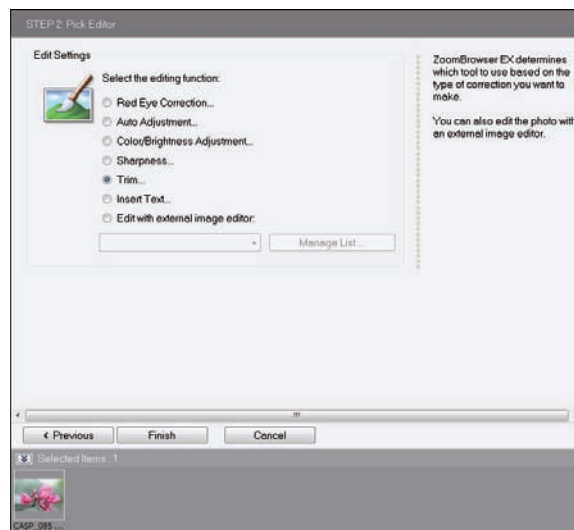 STEP 2: Pick Editor
Edit Settings
Select the editing function:
Red Eye Correction...
Auto Adjustment...
Color/Brightness Adjustment...
Sharpness...
Trim...
Insert Text...
Edit with external image editor:
Manage List...
ZoomBrowser EX determines
which tool to use based on the
type of correction you want to
make.
You can also edit the photo with
an external image editor.
< Previous
Finish
Cancel
Selected Items : 1
CASP_085 ...